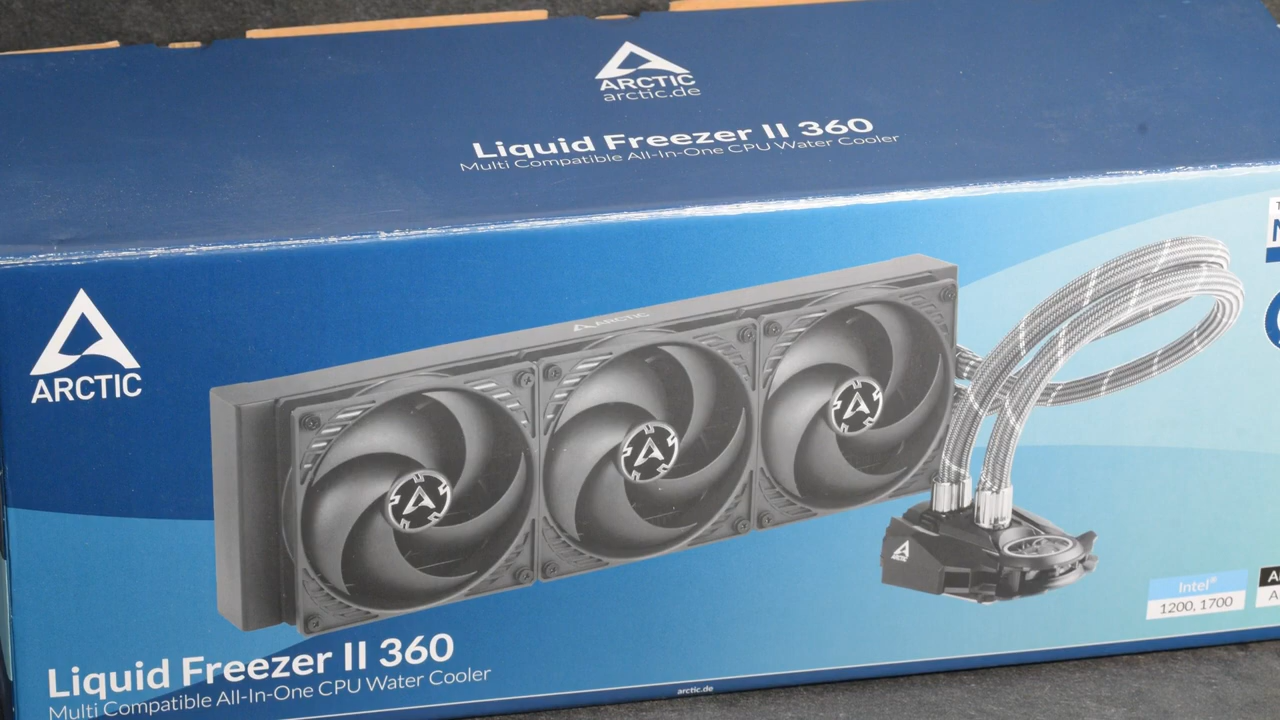 ARCTIC
arctic.de
Liquid Freezer II 360
Multi Compatible All-In-One CPU Water Cooler
ARCTIC
ARCTIC
Intel®
1200, 1700
Liquid Freezer II 360
Multi Compatible All-In-One CPU Water Cooler
arctic.de